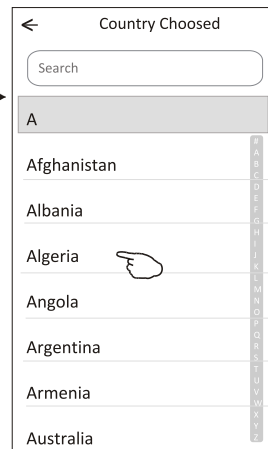 Country Choosed
Search
A
Afghanistan
Albania
Algeria
Angola
Argentina
Armenia
Australia
#
A
B
C
D
E
F
G
H
I
J
K
L
M
N
O
P
Q
R
S
T
U
V
W
X
Y
Z